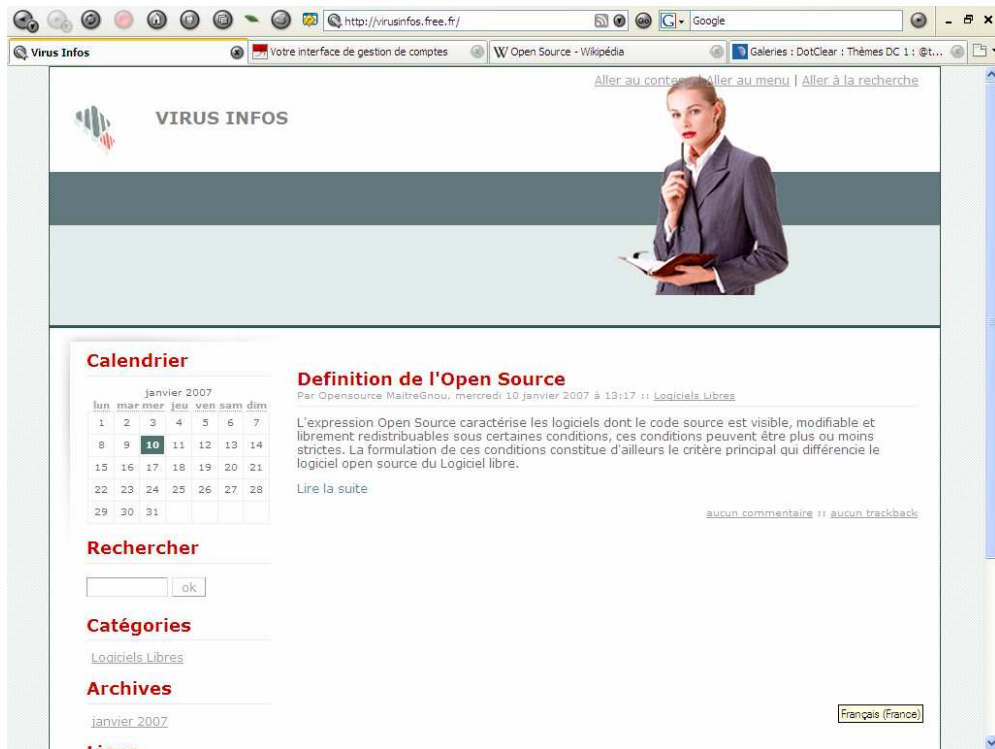 http://virusinfos.free.fr/
Google
Virus Infos
Votre interface de gestion de comptes
Open Source - Wikipédia
Galeries : DotClear : Thèmes DC 1 : @t...
Aller au Aller au menu | Aller à la recherche
VIRUS INFOS
Calendrier
janvier 2007
lun mar mer jeu ven sam dim
1 2 3 4 5 6 7
8 9 10 11 12 13 14
15 16 17 18 19 20 21
22 23 24 25 26 27 28
29 30 31
Rechercher
ok
Catégories
Logiciels Libres
Archives
janvier 2007
Definition de l'Open Source
Par Opensource MaitreGnou, mercredi 10 janvier 2007 à 13:17 :: Logiciels Libres
L'expression Open Source caractérise les logiciels dont le code source est visible, modifiable et
librement redistribuables sous certaines conditions, ces conditions peuvent être plus ou moins
strictes. La formulation de ces conditions constitue d'ailleurs le critère principal qui différencie le
logiciel open source du Logiciel libre.
Lire la suite
aucun commentaire :: aucun trackback
Français (France)